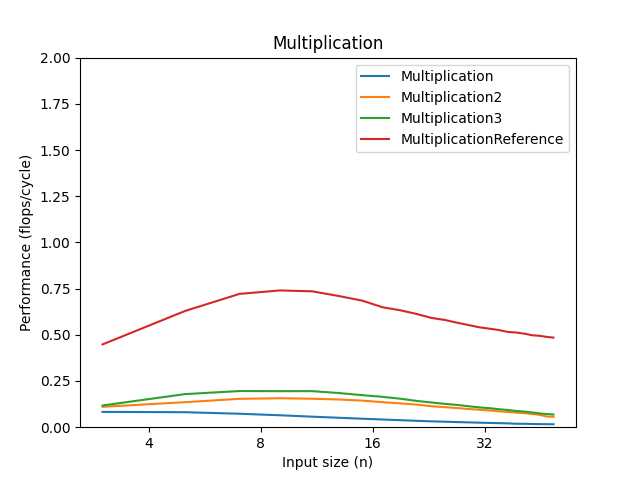 Multiplication
Performance (flops/cycle)
2.00
1.75
1.50
1.25
1.00
0.75
0.50
0.25
0.00
Multiplication
Multiplication2
Multiplication3
MultiplicationReference
4
8
16
32
Input size (n)